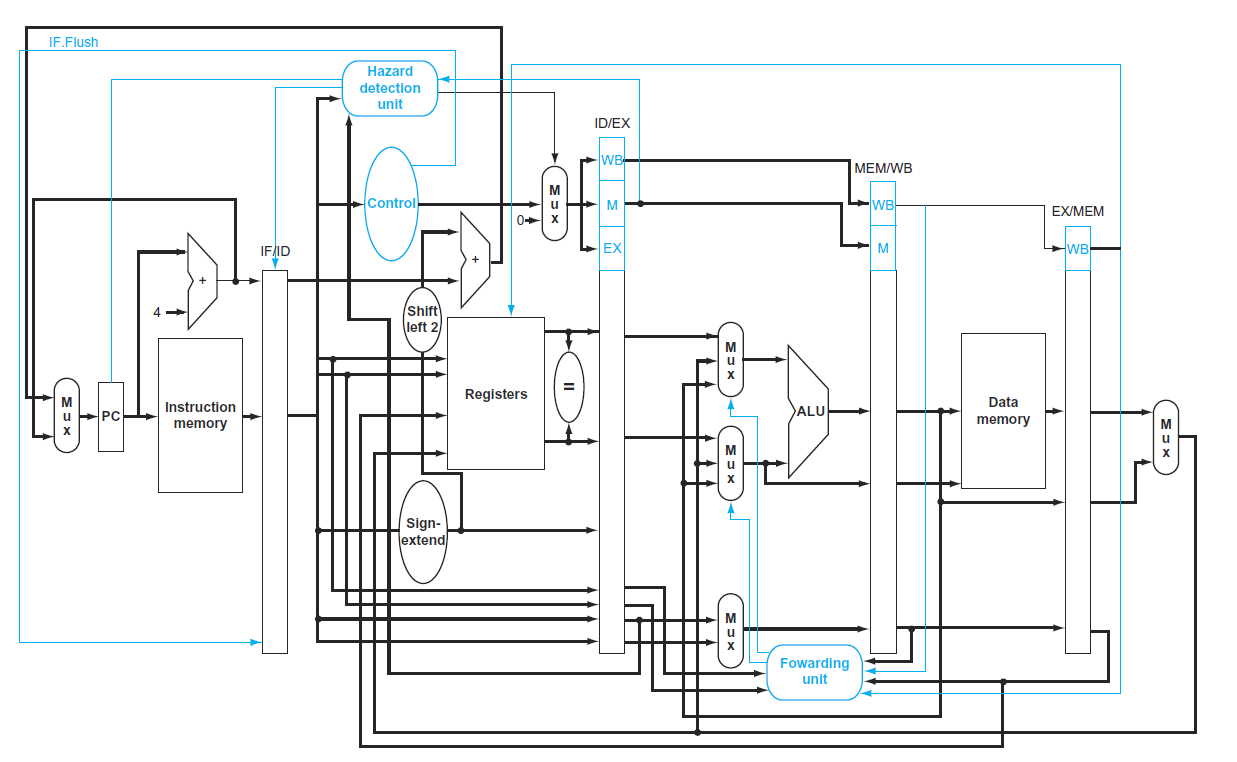 IF.Flush
Hazard
detection
unit
ID/EX
WB
M
EX
MEM/WB
WB
M
EX/MEM
WB
Control
M
u
x
0
+
IF/ID
+
4
Shift
left 2
M
u
x
PC
Instruction
memory
Registers
=
M
u
x
M
u
x
ALU
Data
memory
M
u
x
Sign-
extend
M
u
x
Fowarding
unit